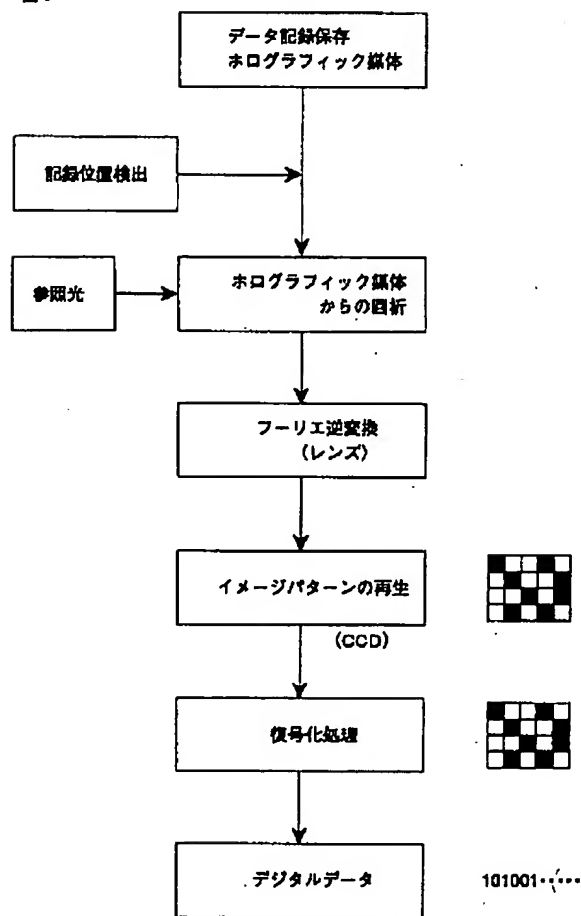 データ記録保存
ホログラフィック媒体
記録位置検出
参照光
ホログラフィック媒体
からの回折
フーリエ逆変換
(レンズ)
イメージパターンの再生
(CCD)
復号化処理
デジタルデータ
101001